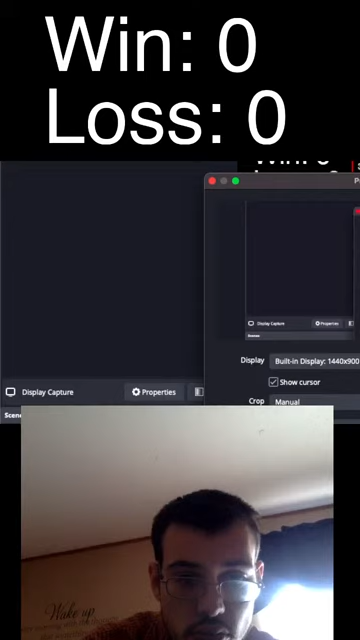 Win: 0
Loss: 0
Display Capture
Properties
Display Capture
Properties
Display
Built-in Display: 1440x900
Show cursor
Crop
Manual
Wake up